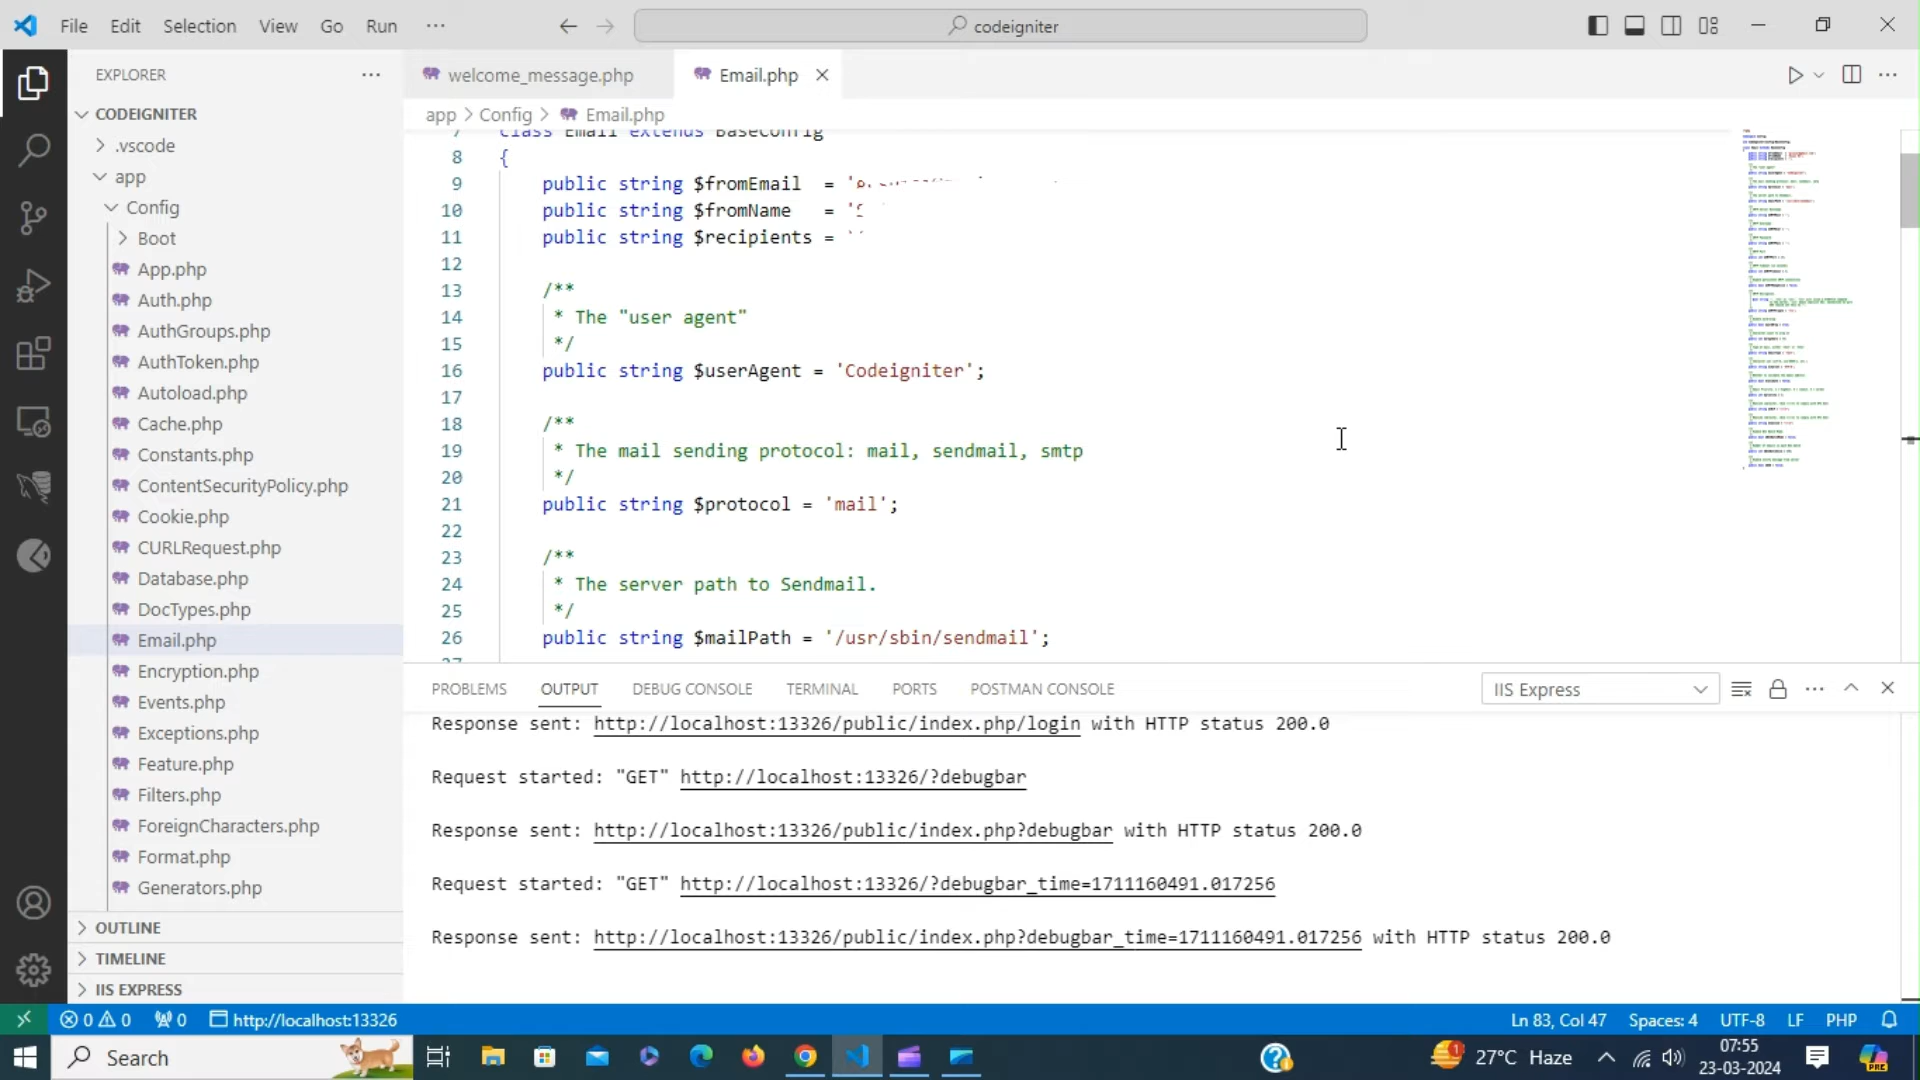 File Edit Selection View Go Run ··· codeigniter
EXPLORER ···
CODEIGNITER
.vscode
app
Config
Boot
App.php
Auth.php
AuthGroups.php
AuthToken.php
Autoload.php
Cache.php
Constants.php
ContentSecurityPolicy.php
Cookie.php
CURLRequest.php
Database.php
DocTypes.php
Email.php
Encryption.php
Events.php
Exceptions.php
Feature.php
Filters.php
ForeignCharacters.php
Format.php
Generators.php
OUTLINE
TIMELINE
IIS EXPRESS
welcome_message.php Email.php
app > Config > Email.php
7 class Email extends BaseConfig
8 {
9 public string $fromEmail = '
10 public string $fromName = '
11 public string $recipients =
12
13 /**
14 * The "user agent"
15 */
16 public string $userAgent = 'Codeigniter';
17
18 /**
19 * The mail sending protocol: mail, sendmail, smtp
20 */
21 public string $protocol = 'mail';
22
23 /**
24 * The server path to Sendmail.
25 */
26 public string $mailPath = '/usr/sbin/sendmail';
27
PROBLEMS OUTPUT DEBUG CONSOLE TERMINAL PORTS POSTMAN CONSOLE IIS Express
Response sent: http://localhost:13326/public/index.php/login with HTTP status 200.0
Request started: "GET" http://localhost:13326/?debugbar
Response sent: http://localhost:13326/public/index.php?debugbar with HTTP status 200.0
Request started: "GET" http://localhost:13326/?debugbar_time=1711160491.017256
Response sent: http://localhost:13326/public/index.php?debugbar_time=1711160491.017256 with HTTP status 200.0
0 0 0 http://localhost:13326 Ln 83, Col 47 Spaces: 4 UTF-8 LF PHP
Search 27°C Haze 07:55
23-03-2024
PRE